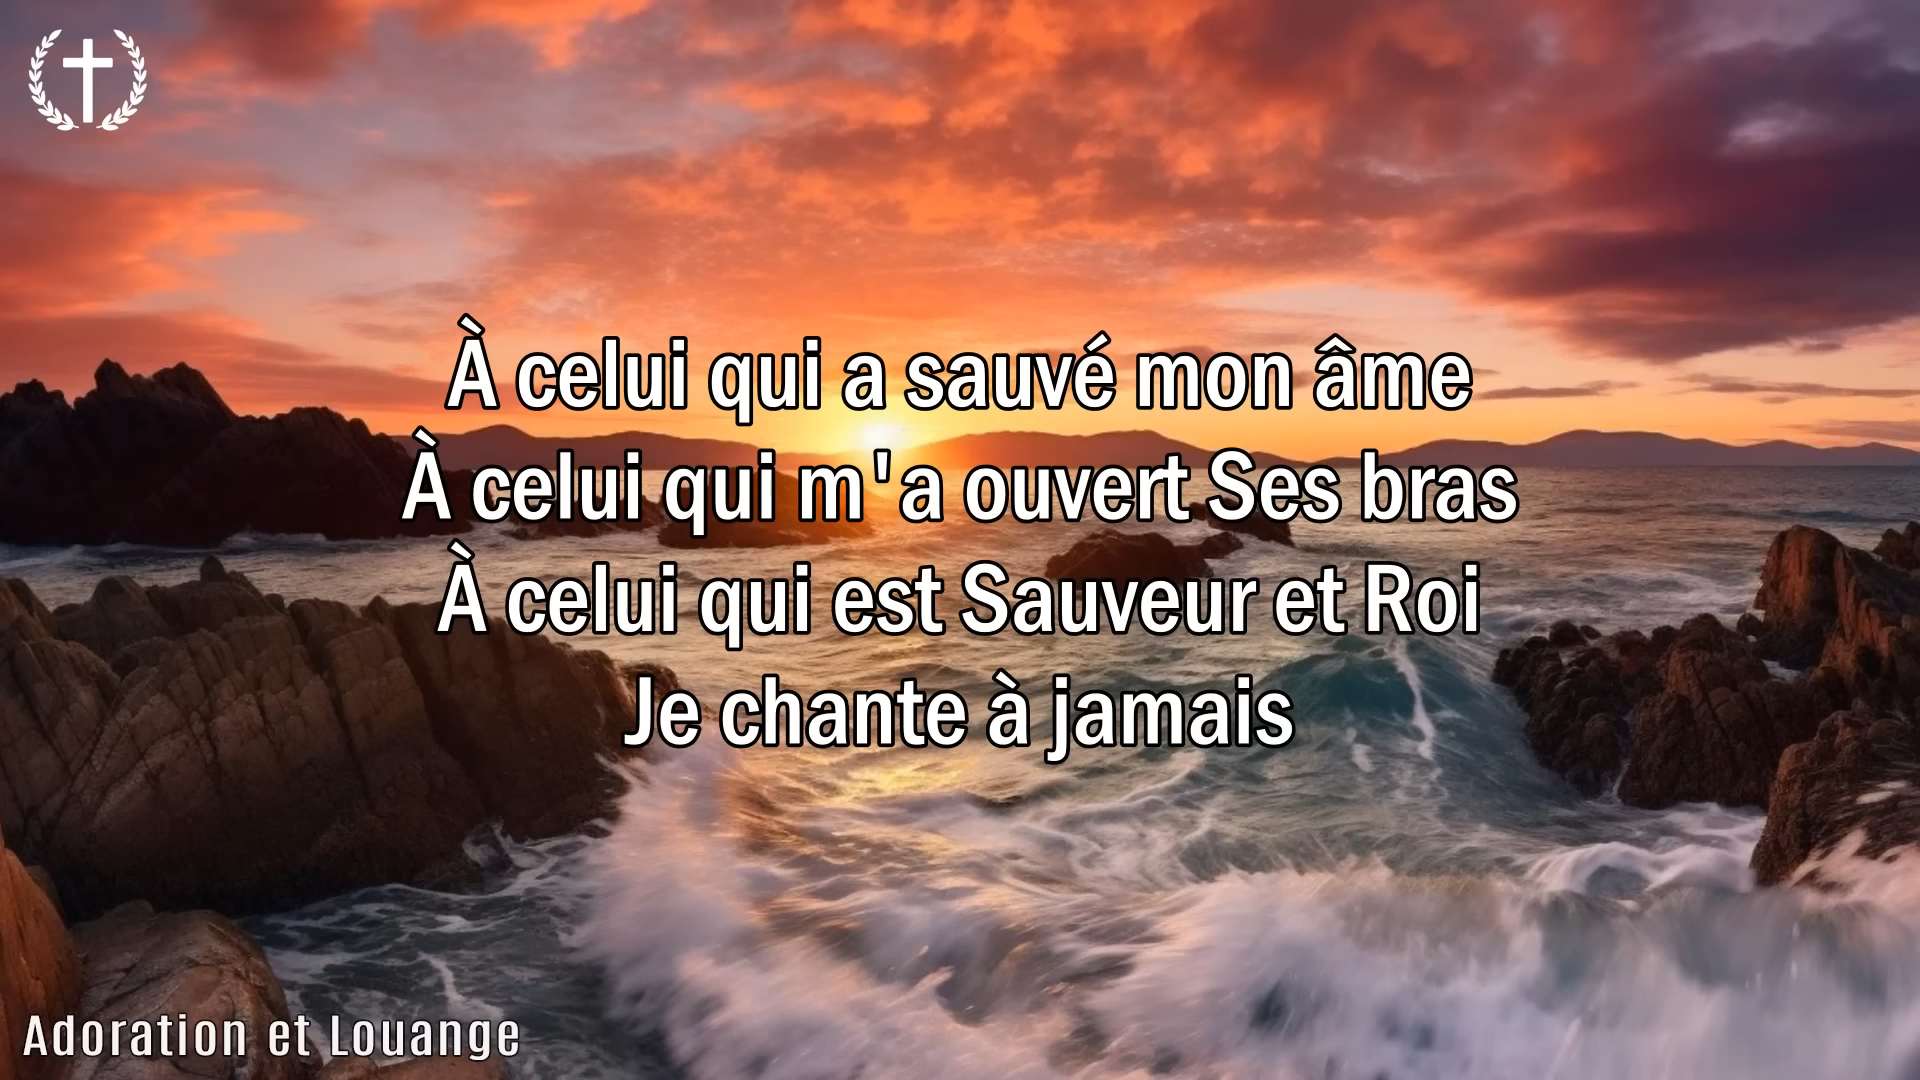 À celui qui a sauvé mon âme
À celui qui m'a ouvert Ses bras
À celui qui est Sauveur et Roi
Je chante à jamais
Adoration et Louange